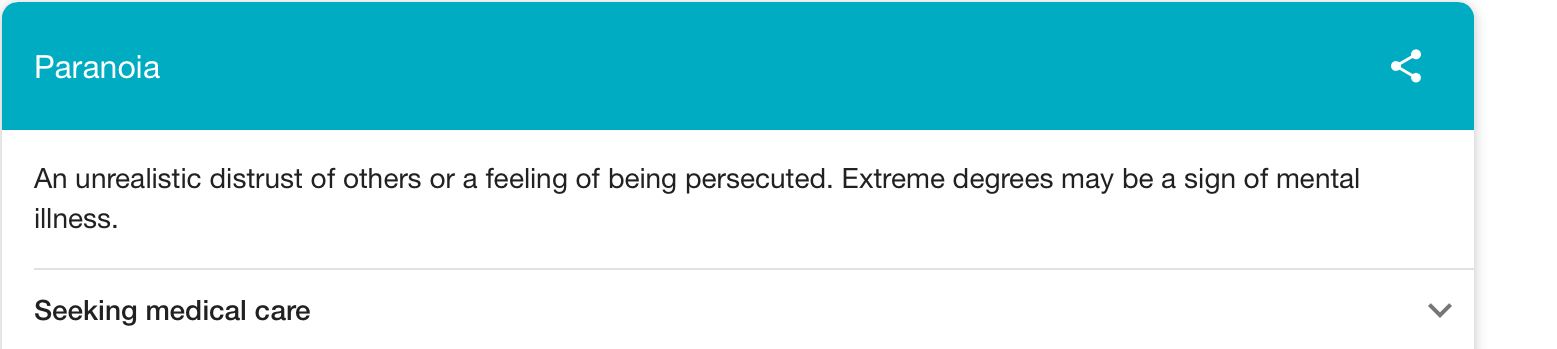 Paranoia
An unrealistic distrust of others or a feeling of being persecuted. Extreme degrees may be a sign of mental
illness.
Seeking medical care